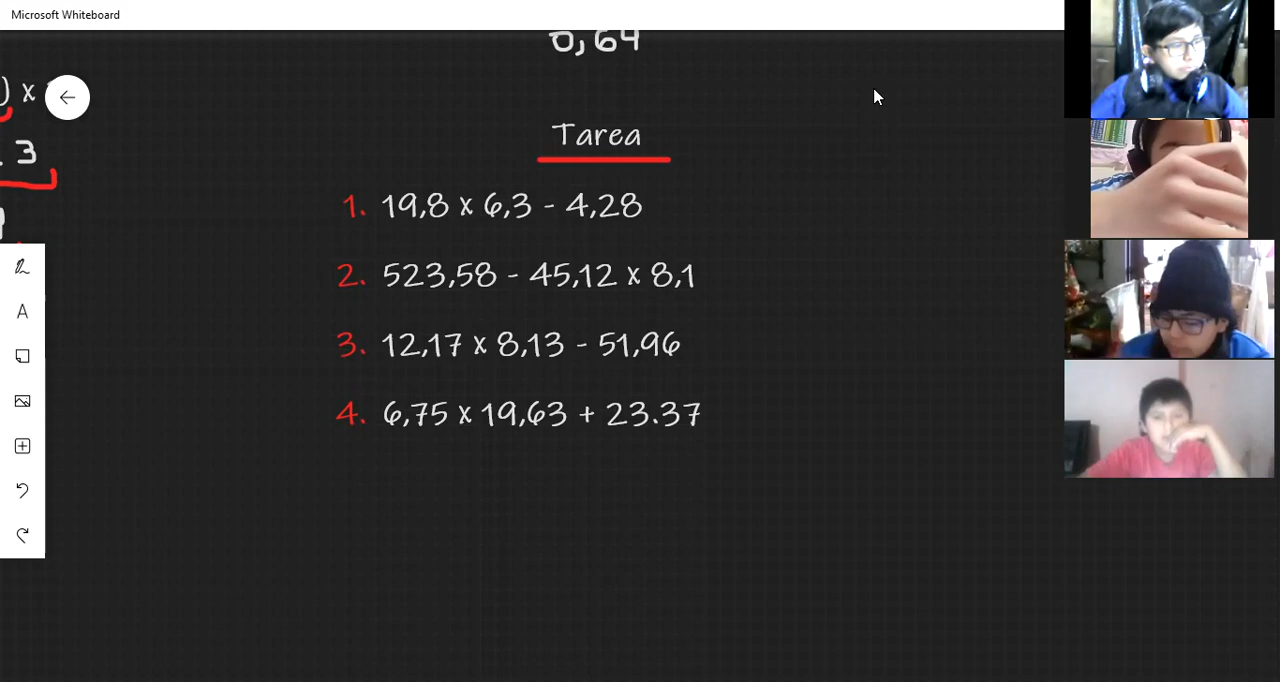 Microsoft Whiteboard
0,64
) x
. 3
Tarea
1. 19,8 x 6,3 - 4,28
2. 523,58 - 45,12 x 8,1
3. 12,17 x 8,13 - 51,96
4. 6,75 x 19,63 + 23.37